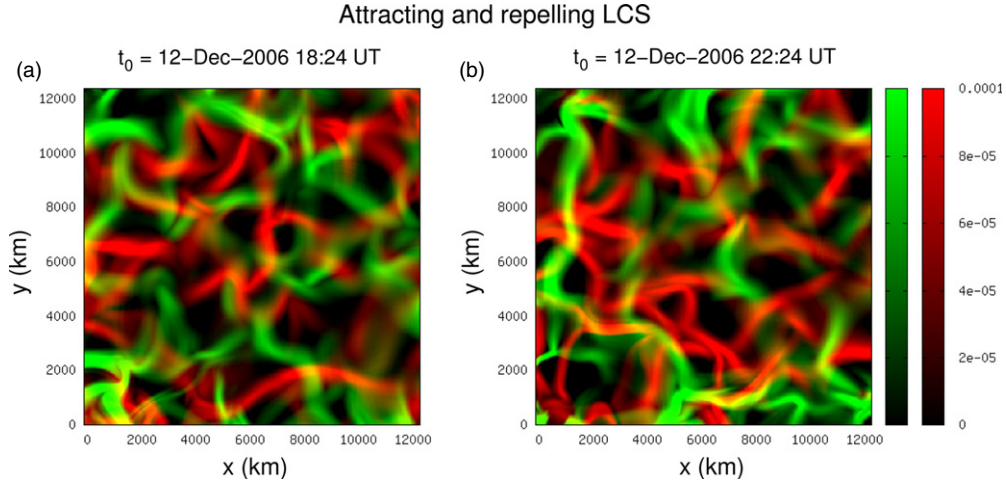 Attracting and repelling LCS
(a) t0 = 12−Dec−2006 18:24 UT
(b) t0 = 12−Dec−2006 22:24 UT
y (km)
12000
10000
8000
6000
4000
2000
0
0 2000 4000 6000 8000 10000 12000
x (km)
y (km)
12000
10000
8000
6000
4000
2000
0
0 2000 4000 6000 8000 10000 12000
x (km)
0.0001
8e-05
6e-05
4e-05
2e-05
0